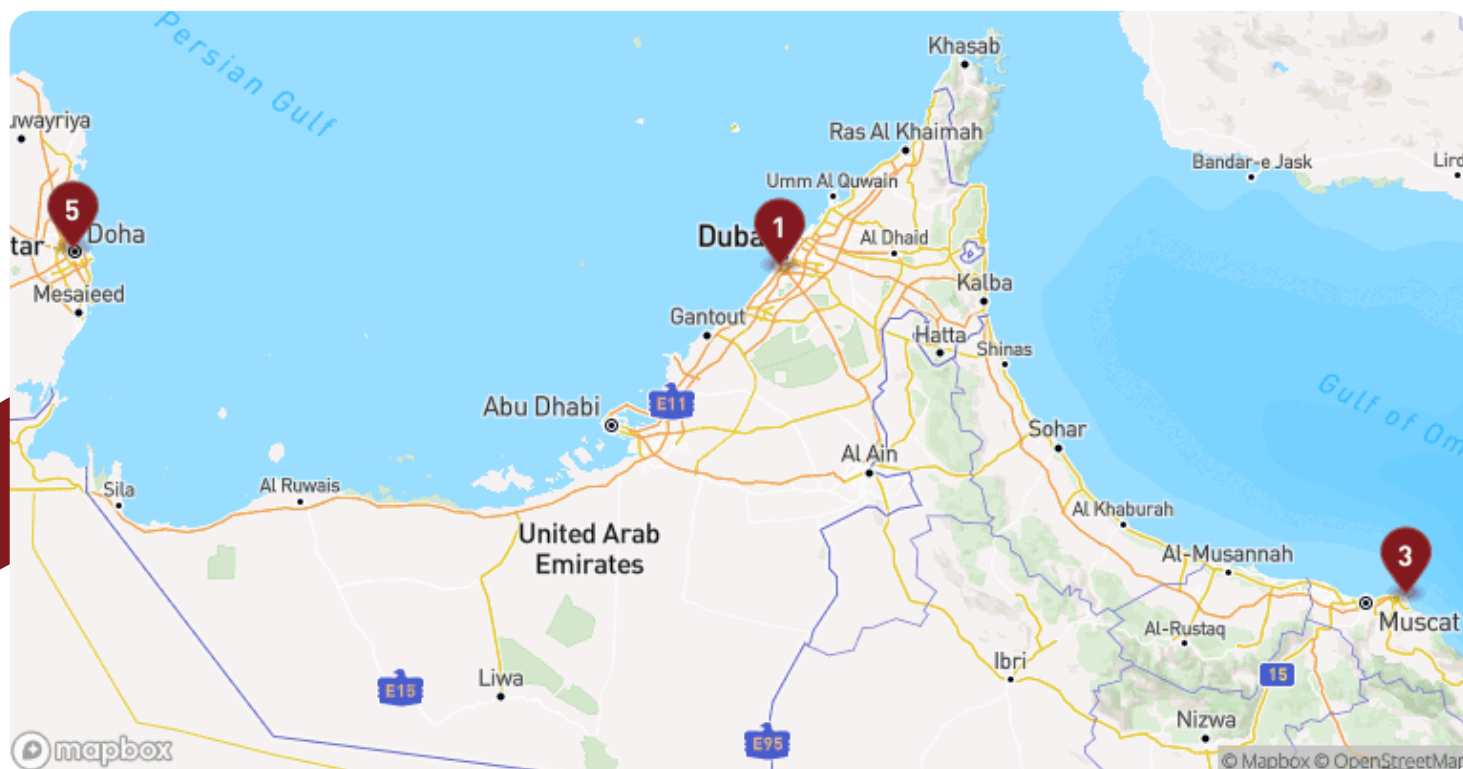 Persian Gulf
Khasab
uwayriya
Ras Al Khaimah
Bandar-e Jask
Lird
Umm Al Quwain
5
Doha
tar
1
Duba
Al Dhaid
Mesaieed
Kalba
Gantout
Hatta
Shinas
Gulf of Om
Abu Dhabi
E11
Sohar
Al Ain
Sila
Al Ruwais
Al Khaburah
United Arab
Emirates
Al-Musannah
3
Muscat
Al-Rustaq
Ibri
15
Liwa
E15
Nizwa
E95
mapbox
© Mapbox © OpenStreetMap